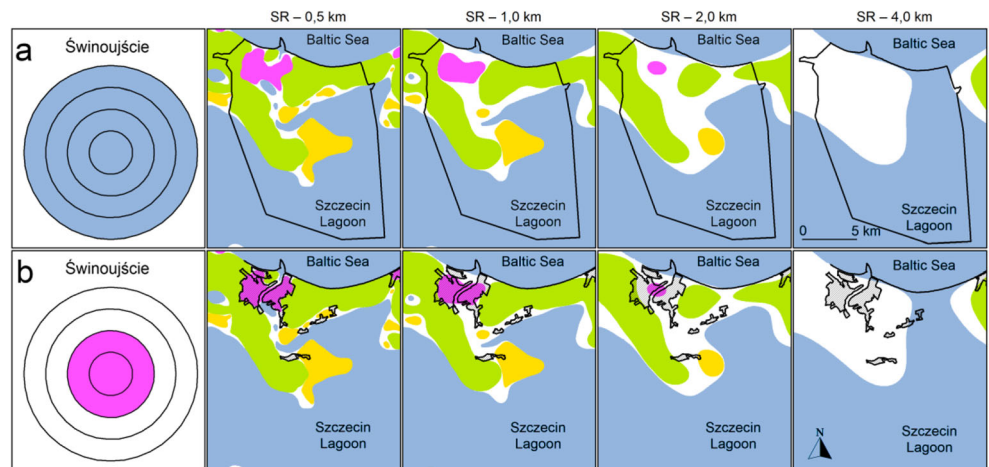 SR – 0,5 km
SR – 1,0 km
SR – 2,0 km
SR – 4,0 km
a
Świnoujście
Baltic Sea
Szczecin
Lagoon
Baltic Sea
Szczecin
Lagoon
Baltic Sea
Szczecin
Lagoon
Baltic Sea
Szczecin
Lagoon
0 5 km
b
Świnoujście
Baltic Sea
Szczecin
Lagoon
Baltic Sea
Szczecin
Lagoon
Baltic Sea
Szczecin
Lagoon
Baltic Sea
Szczecin
Lagoon
N